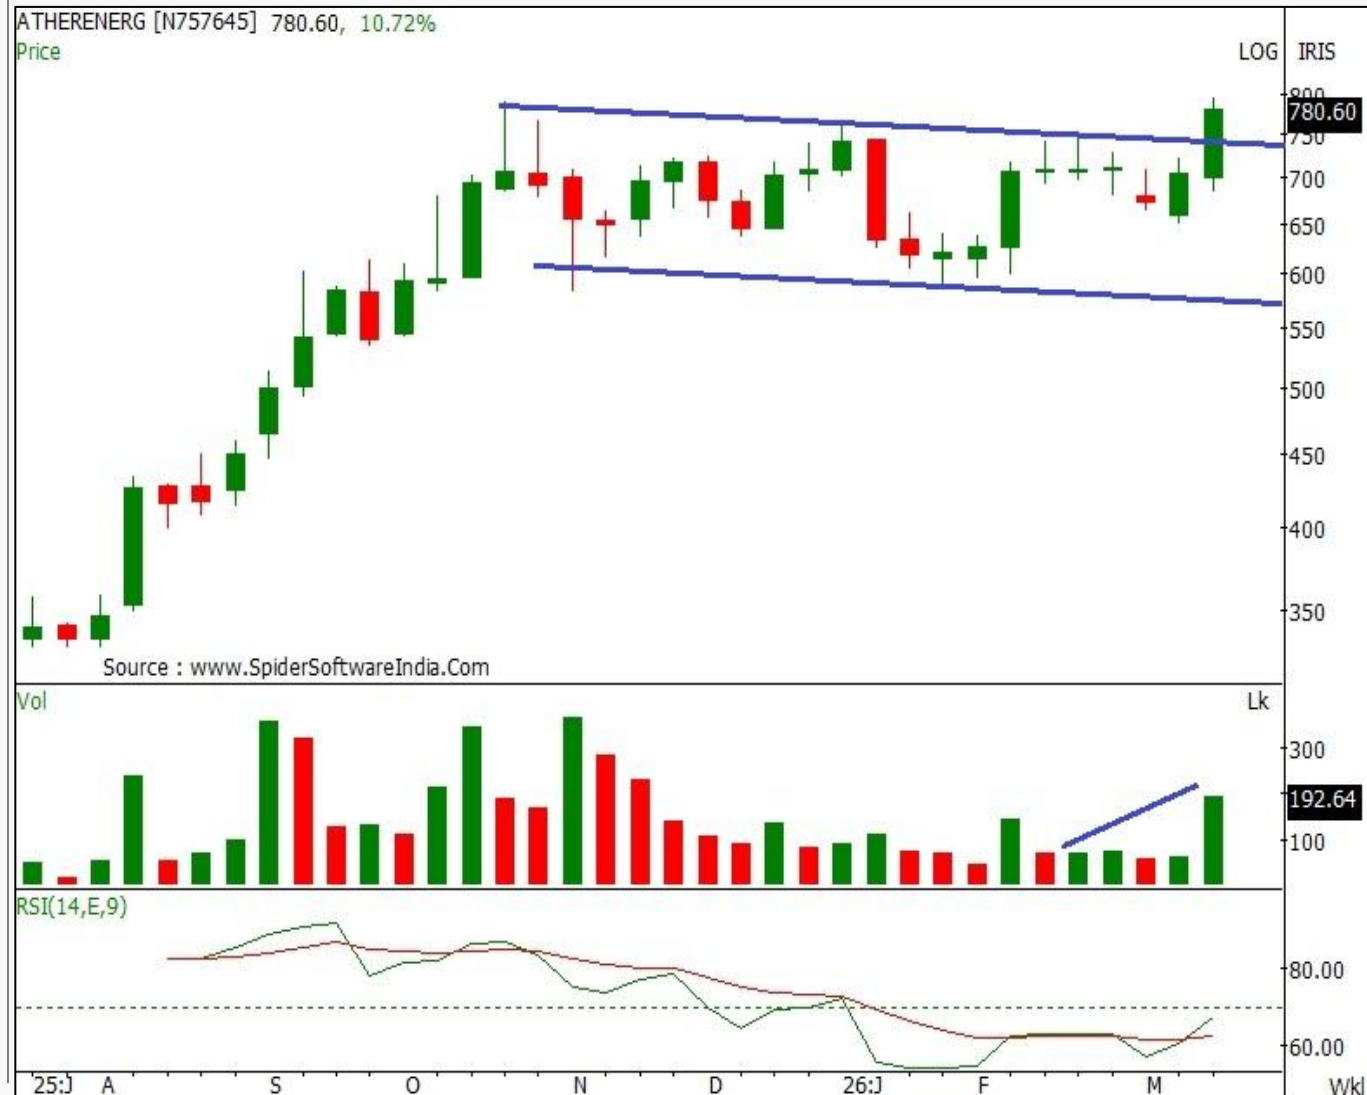 ATHERENERG [N757645] 780.60, 10.72%
Price
LOG IRIS
800
780.60
750
700
650
600
550
500
450
400
350
Source : www.SpiderSoftwareIndia.Com
Vol
Lk
300
192.64
100
RSI(14,E,9)
80.00
60.00
25:J A S O N D 26:J F M Wkl